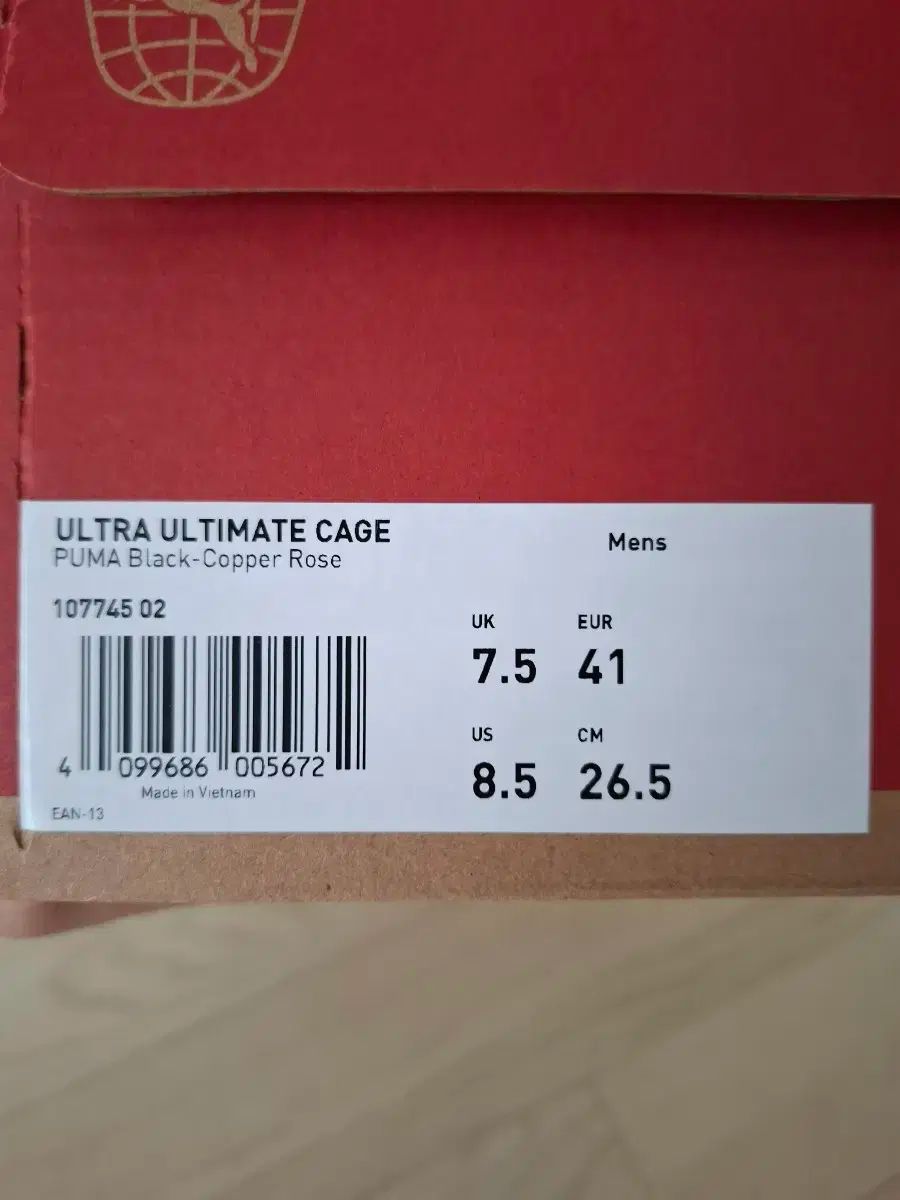 ULTRA ULTIMATE CAGE
PUMA Black-Copper Rose
Mens
107745 02
UK EUR
7.5 41
US CM
8.5 26.5
4 099686 005672
Made in Vietnam
EAN-13